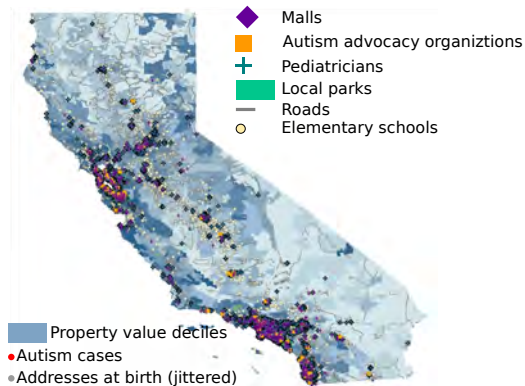 Malls
Autism advocacy organiztions
Pediatricians
Local parks
Roads
Elementary schools
Property value deciles
Autism cases
Addresses at birth (jittered)